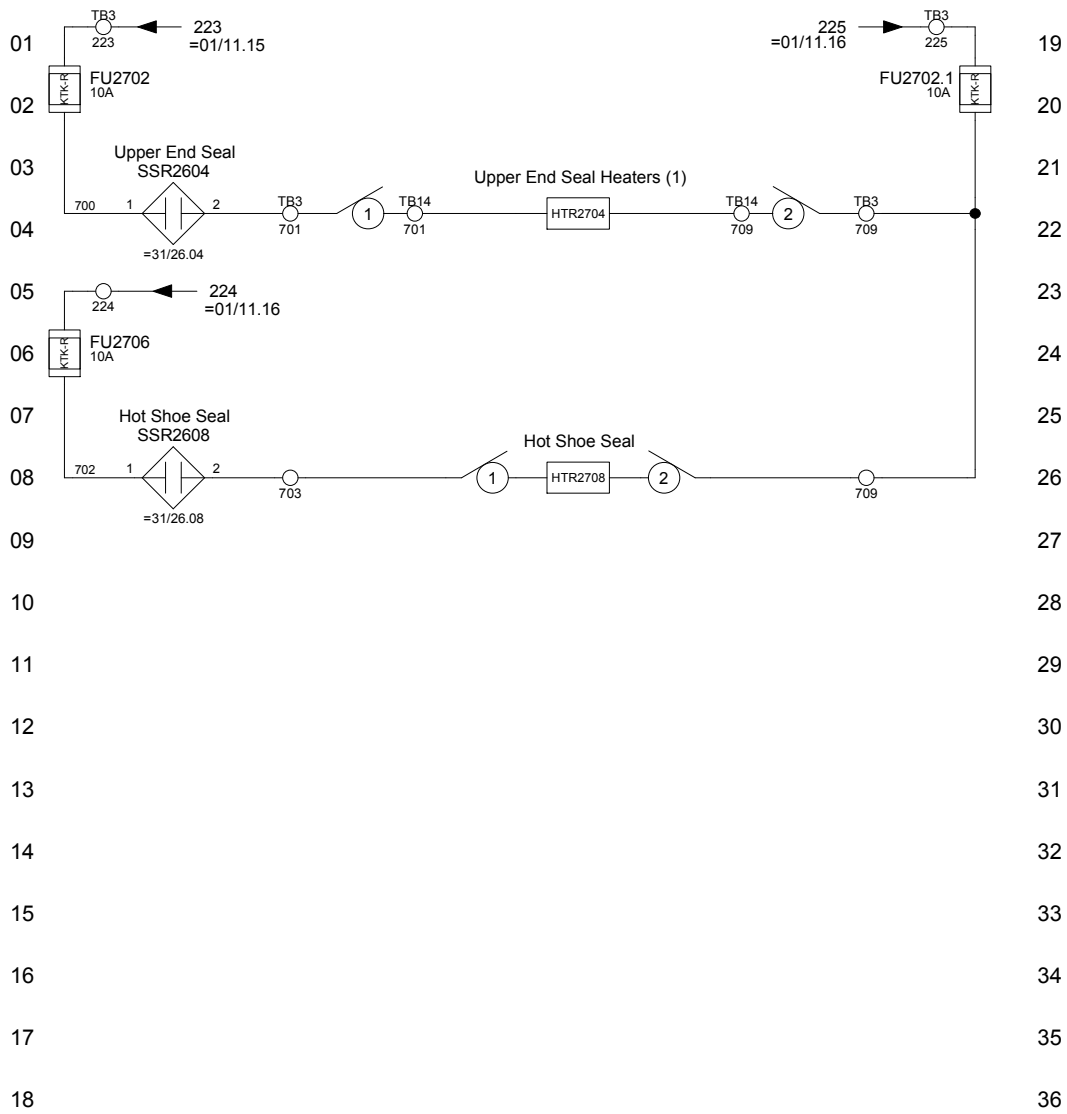 TB3
223
223
=01/11.15
225
=01/11.16
TB3
225
01
19
KTK-R
FU2702
10A
FU2702.1
10A
KTK-R
02
20
03
21
Upper End Seal
SSR2604
Upper End Seal Heaters (1)
700
1
2
TB3
701
1
TB14
701
HTR2704
TB14
709
2
TB3
709
04
22
=31/26.04
05
23
224
224
=01/11.16
KTK-R
FU2706
10A
06
24
07
25
Hot Shoe Seal
SSR2608
Hot Shoe Seal
08
702
1
2
703
1
HTR2708
2
709
26
=31/26.08
09
27
10
28
11
29
12
30
13
31
14
32
15
33
16
34
17
35
18
36